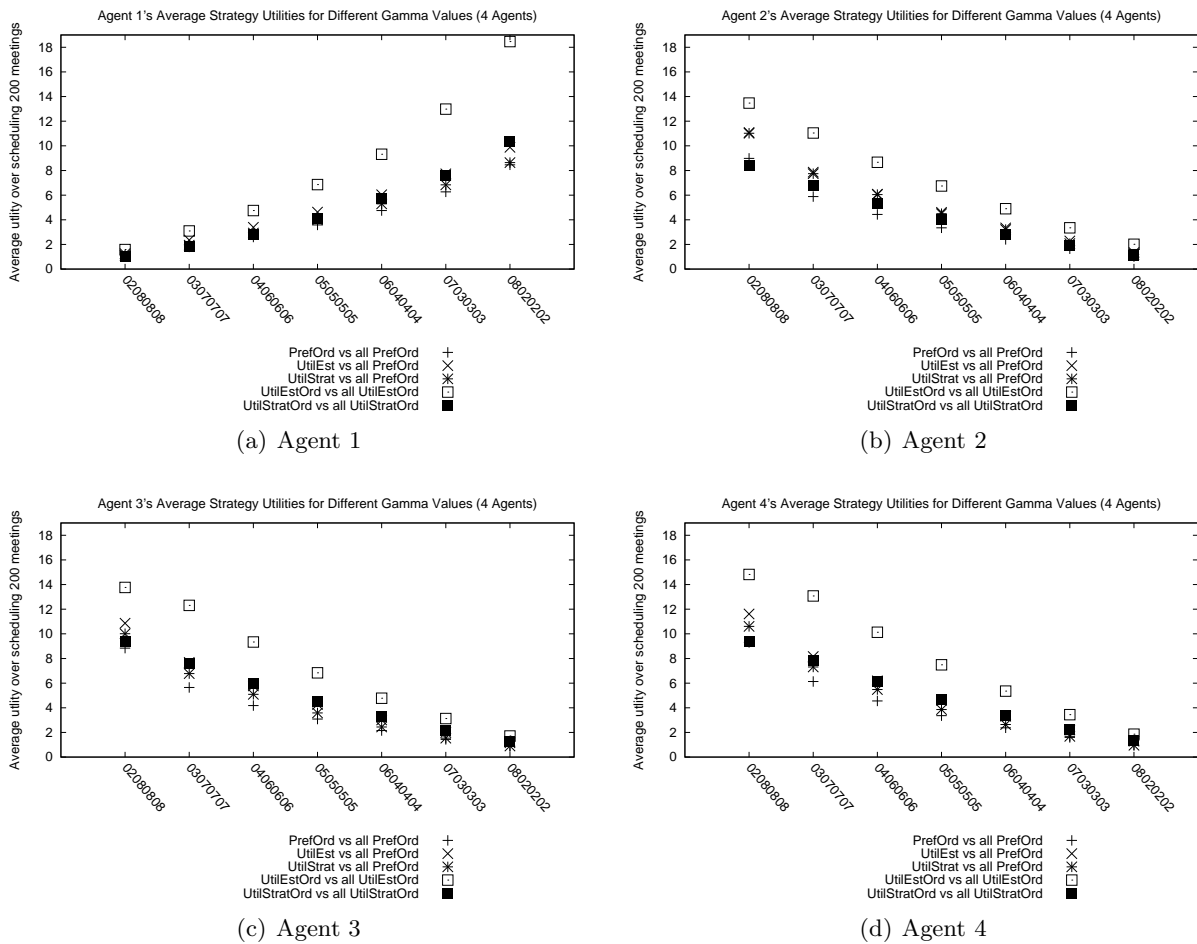 Agent 1's Average Strategy Utilities for Different Gamma Values (4 Agents)
Average utlity over scheduling 200 meetings
18
16
14
12
10
8
6
4
2
0
02080808
03070707
04060606
05050505
06040404
07030303
08020202
PrefOrd vs all PrefOrd
UtilEst vs all PrefOrd
UtilStrat vs all PrefOrd
UtilEstOrd vs all UtilEstOrd
UtilStratOrd vs all UtilStratOrd
(a) Agent 1
Agent 2's Average Strategy Utilities for Different Gamma Values (4 Agents)
Average utlity over scheduling 200 meetings
18
16
14
12
10
8
6
4
2
0
02080808
03070707
04060606
05050505
06040404
07030303
08020202
PrefOrd vs all PrefOrd
UtilEst vs all PrefOrd
UtilStrat vs all PrefOrd
UtilEstOrd vs all UtilEstOrd
UtilStratOrd vs all UtilStratOrd
(b) Agent 2
Agent 3's Average Strategy Utilities for Different Gamma Values (4 Agents)
Average utlity over scheduling 200 meetings
18
16
14
12
10
8
6
4
2
0
02080808
03070707
04060606
05050505
06040404
07030303
08020202
PrefOrd vs all PrefOrd
UtilEst vs all PrefOrd
UtilStrat vs all PrefOrd
UtilEstOrd vs all UtilEstOrd
UtilStratOrd vs all UtilStratOrd
(c) Agent 3
Agent 4's Average Strategy Utilities for Different Gamma Values (4 Agents)
Average utlity over scheduling 200 meetings
18
16
14
12
10
8
6
4
2
0
02080808
03070707
04060606
05050505
06040404
07030303
08020202
PrefOrd vs all PrefOrd
UtilEst vs all PrefOrd
UtilStrat vs all PrefOrd
UtilEstOrd vs all UtilEstOrd
UtilStratOrd vs all UtilStratOrd
(d) Agent 4